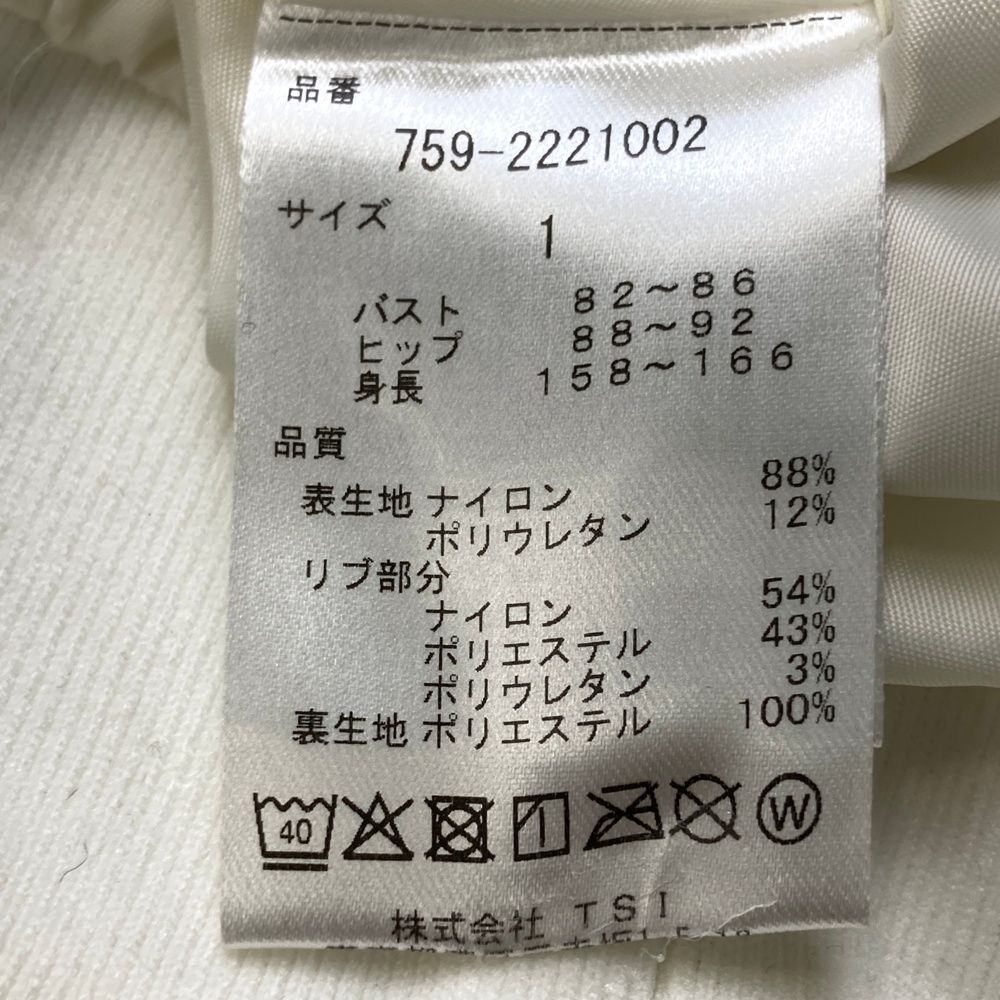 品番
759-2221002
サイズ 1
バスト 82～86
ヒップ 88～92
身長 158～166
品質
表生地 ナイロン 88%
ポリウレタン 12%
リブ部分
ナイロン 54%
ポリエステル 43%
ポリウレタン 3%
裏生地 ポリエステル 100%
40 W
株式会社 TSI